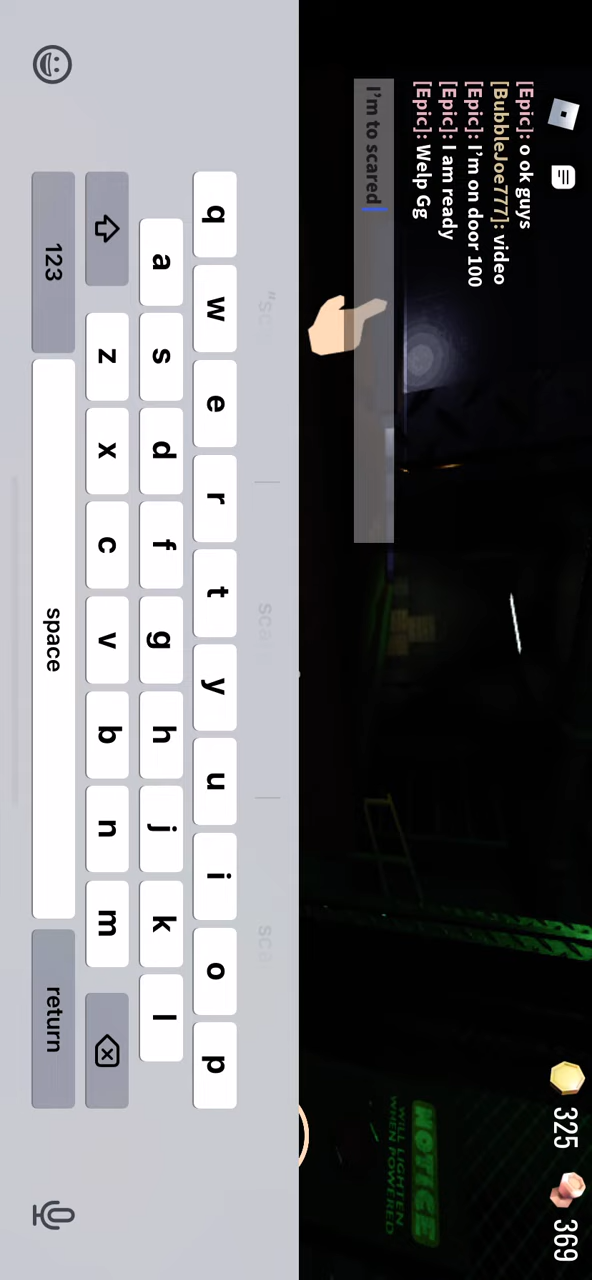 [Epic]: o ok guys
[BubbleJoe777]: video
[Epic]: I'm on door 100
[Epic]: I am ready
[Epic]: Welp Gg
I'm to scared
325
369
NOTICE
WILL LIGHTEN
WHEN POWERED
q w e r t y u i o p
a s d f g h j k l
z x c v b n m
123 space return